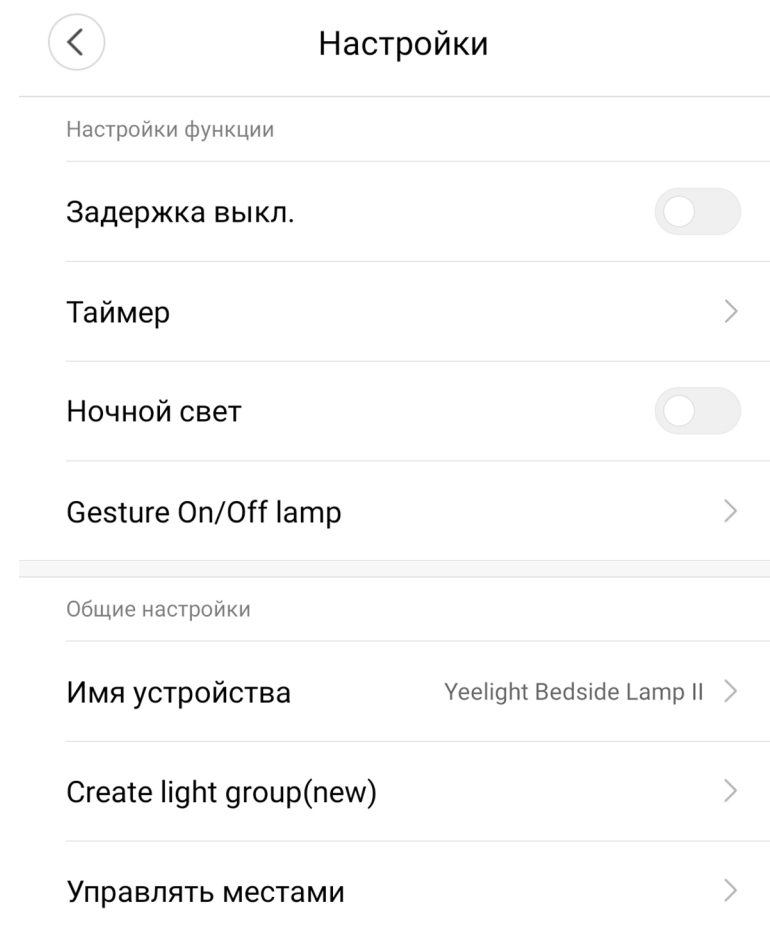 Настройки
Настройки функции
Задержка выкл.
Таймер
Ночной свет
Gesture On/Off lamp
Общие настройки
Имя устройства Yeelight Bedside Lamp II
Create light group(new)
Управлять местами